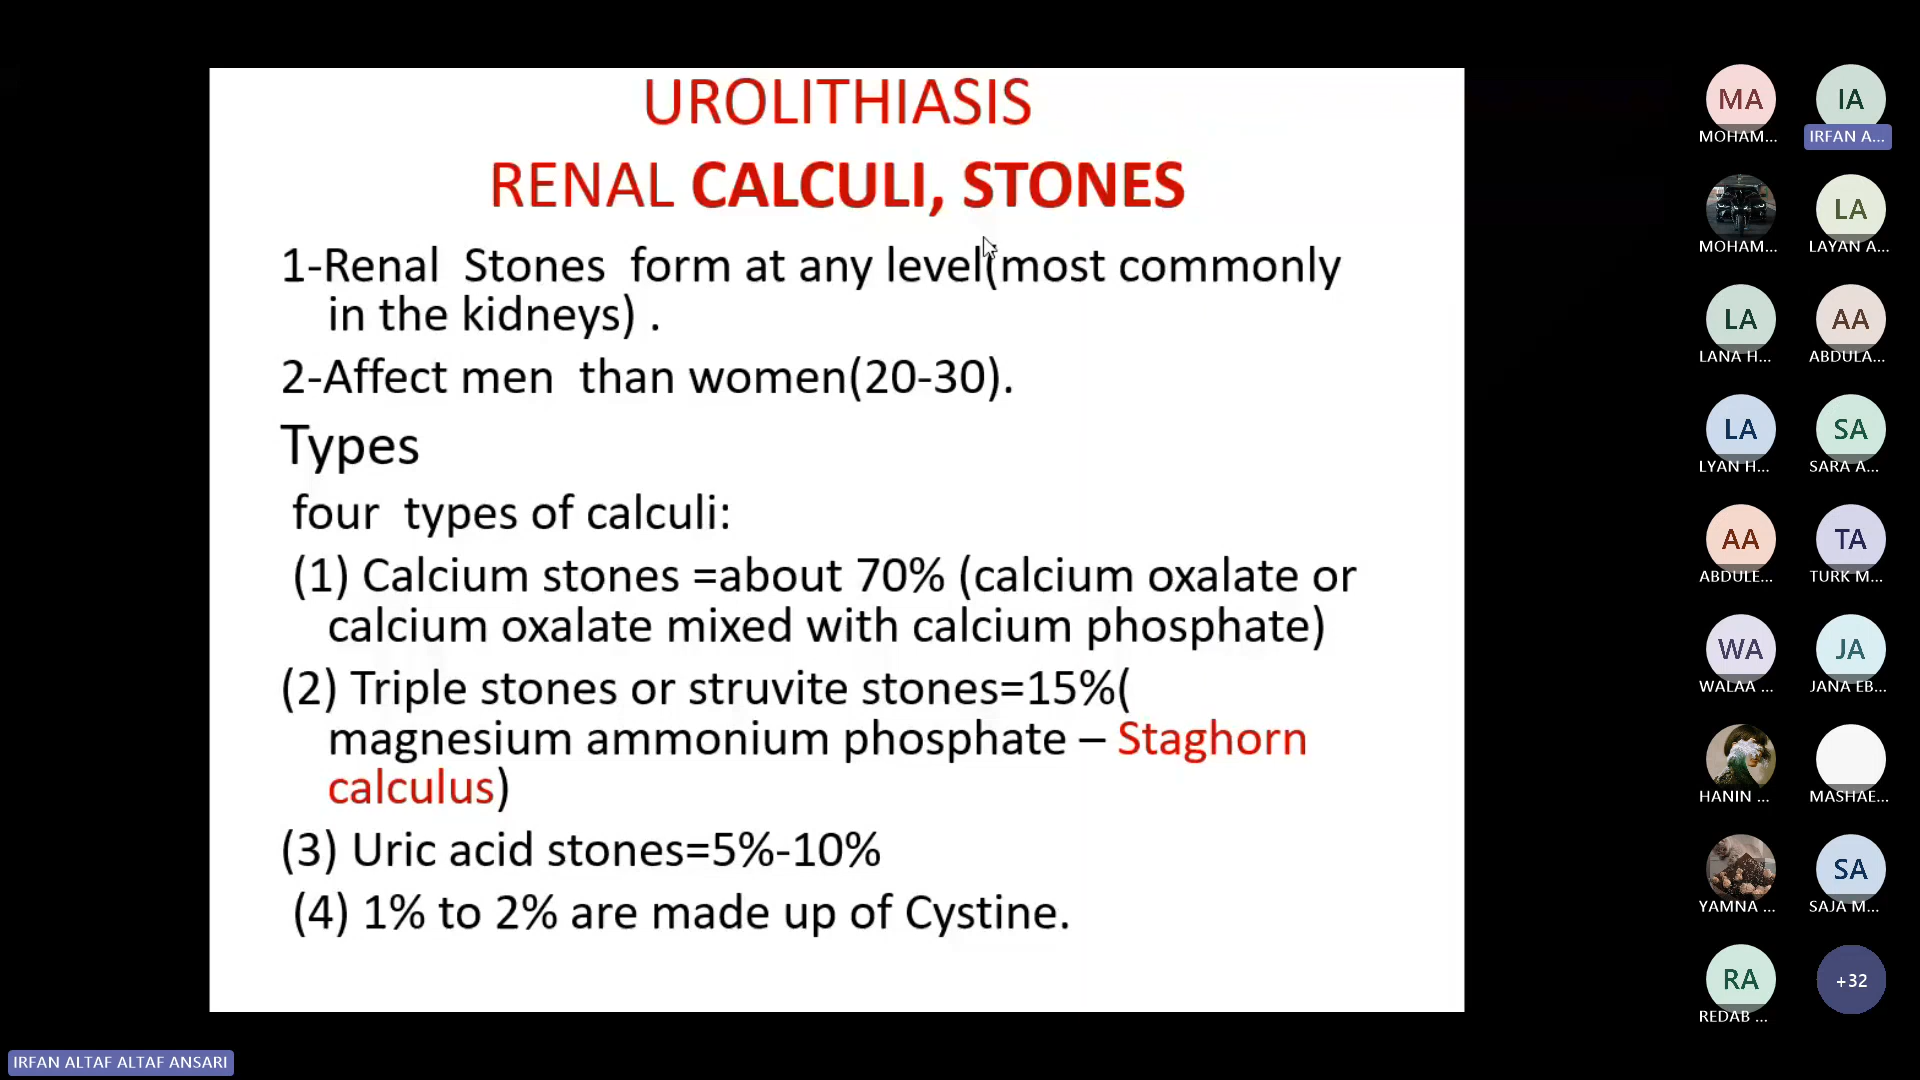 UROLITHIASIS
RENAL CALCULI, STONES
1-Renal Stones form at any level(most commonly
in the kidneys) .
2-Affect men than women(20-30).
Types
four types of calculi:
(1) Calcium stones =about 70% (calcium oxalate or
calcium oxalate mixed with calcium phosphate)
(2) Triple stones or struvite stones=15%(
magnesium ammonium phosphate – Staghorn
calculus)
(3) Uric acid stones=5%-10%
(4) 1% to 2% are made up of Cystine.
MA IA
MOHAM... IRFAN A...
LA
MOHAM... LAYAN A...
LA AA
LANA H... ABDULA...
LA SA
LYAN H... SARA A...
AA TA
ABDULE... TURK M...
WA JA
WALAA ... JANA EB...
HANIN ... MASHAE...
SA
YAMNA ... SAJA M...
RA +32
REDAB ...
IRFAN ALTAF ALTAF ANSARI